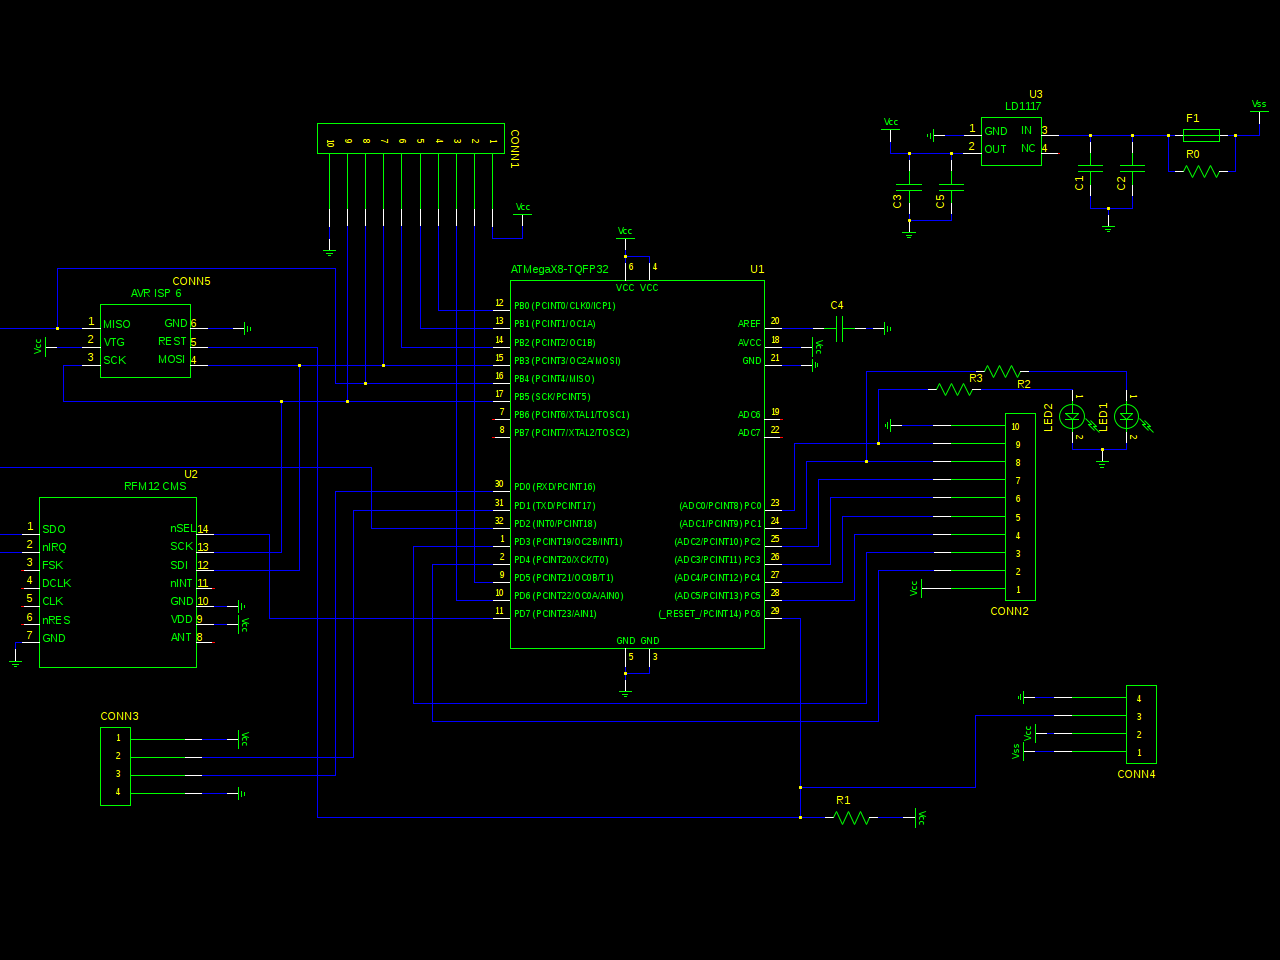 U3
LD1117
1 GND IN 3
2 OUT NC 4
Vcc
Vss
F1
R0
C1
C2
C3
C5
CONN1
10 9 8 7 6 5 4 3 2 1
Vcc
Vcc
ATMegaX8-TQFP32
U1
6 4
VCC VCC
12 PB0 (PCINT0/CLK0/ICP1)
13 PB1 (PCINT1/OC1A)
14 PB2 (PCINT2/OC1B)
15 PB3 (PCINT3/OC2A/MOSI)
16 PB4 (PCINT4/MISO)
17 PB5 (SCK/PCINT5)
7 PB6 (PCINT6/XTAL1/TOSC1)
8 PB7 (PCINT7/XTAL2/TOSC2)
30 PD0 (RXD/PCINT16)
31 PD1 (TXD/PCINT17)
32 PD2 (INT0/PCINT18)
1 PD3 (PCINT19/OC2B/INT1)
2 PD4 (PCINT20/XCK/T0)
9 PD5 (PCINT21/OC0B/T1)
10 PD6 (PCINT22/OC0A/AIN0)
11 PD7 (PCINT23/AIN1)
AREF 20
AVCC 18
GND 21
ADC6 19
ADC7 22
(ADC0/PCINT8) PC0 23
(ADC1/PCINT9) PC1 24
(ADC2/PCINT10) PC2 25
(ADC3/PCINT11) PC3 26
(ADC4/PCINT12) PC4 27
(ADC5/PCINT13) PC5 28
(_RESET_/PCINT14) PC6 29
GND GND
5 3
C4
Vcc
CONN5
AVR ISP 6
1 MISO GND 6
2 VTG REST 5
3 SCK MOSI 4
Vcc
U2
RFM12 CMS
1 SDO nSEL 14
2 nIRQ SCK 13
3 FSK SDI 12
4 DCLK nINT 11
5 CLK GND 10
6 nRES VDD 9
7 GND ANT 8
Vcc
CONN3
1
2
3
4
Vcc
R3
R2
LED2
LED1
1
2
1
2
10
9
8
7
6
5
4
3
2
1
Vcc
CONN2
4
3
2
1
Vcc
Vss
CONN4
R1
Vcc